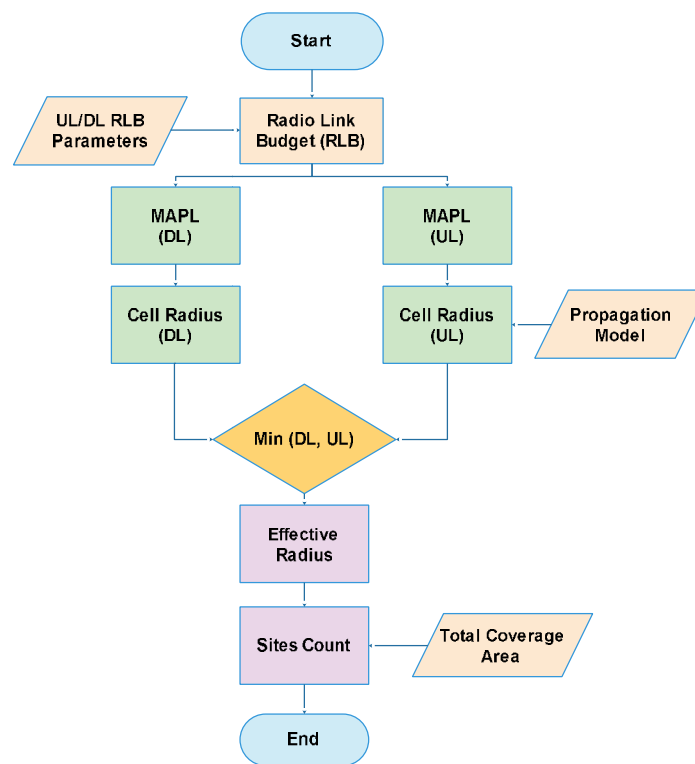 Start
UL/DL RLB
Parameters
Radio Link
Budget (RLB)
MAPL
(DL)
MAPL
(UL)
Cell Radius
(DL)
Cell Radius
(UL)
Propagation
Model
Min (DL, UL)
Effective
Radius
Sites Count
Total Coverage
Area
End